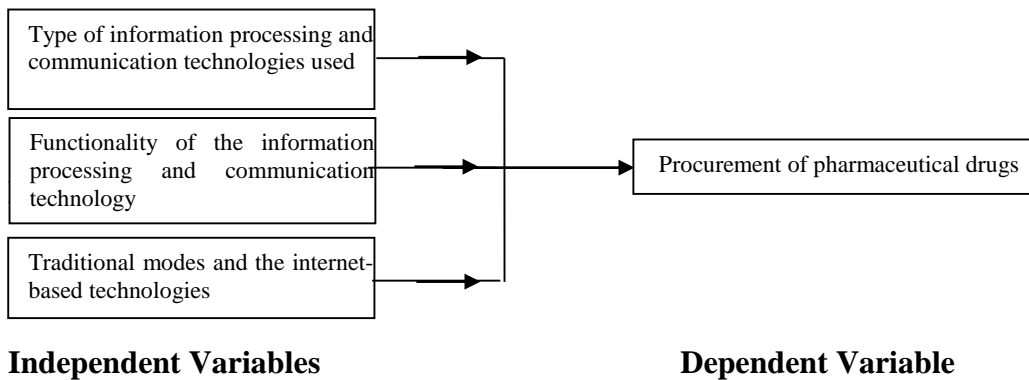 Type of information processing and
communication technologies used
Functionality of the information
processing and communication
technology
Procurement of pharmaceutical drugs
Traditional modes and the internet-
based technologies
Independent Variables
Dependent Variable